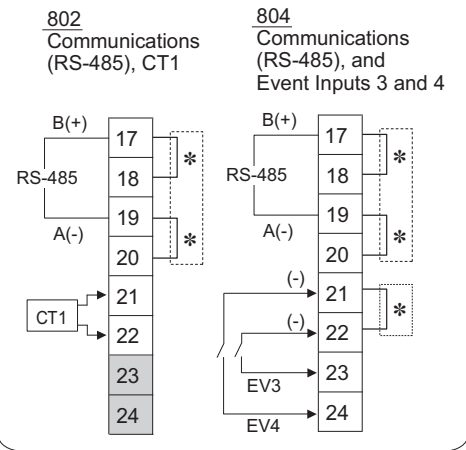 802
Communications
(RS-485), CT1
B(+)
RS-485
A(-)
CT1
17
18
19
20
21
22
23
24
*
*
804
Communications
(RS-485), and
Event Inputs 3 and 4
B(+)
RS-485
A(-)
(-)
(-)
EV3
EV4
17
18
19
20
21
22
23
24
*
*
*